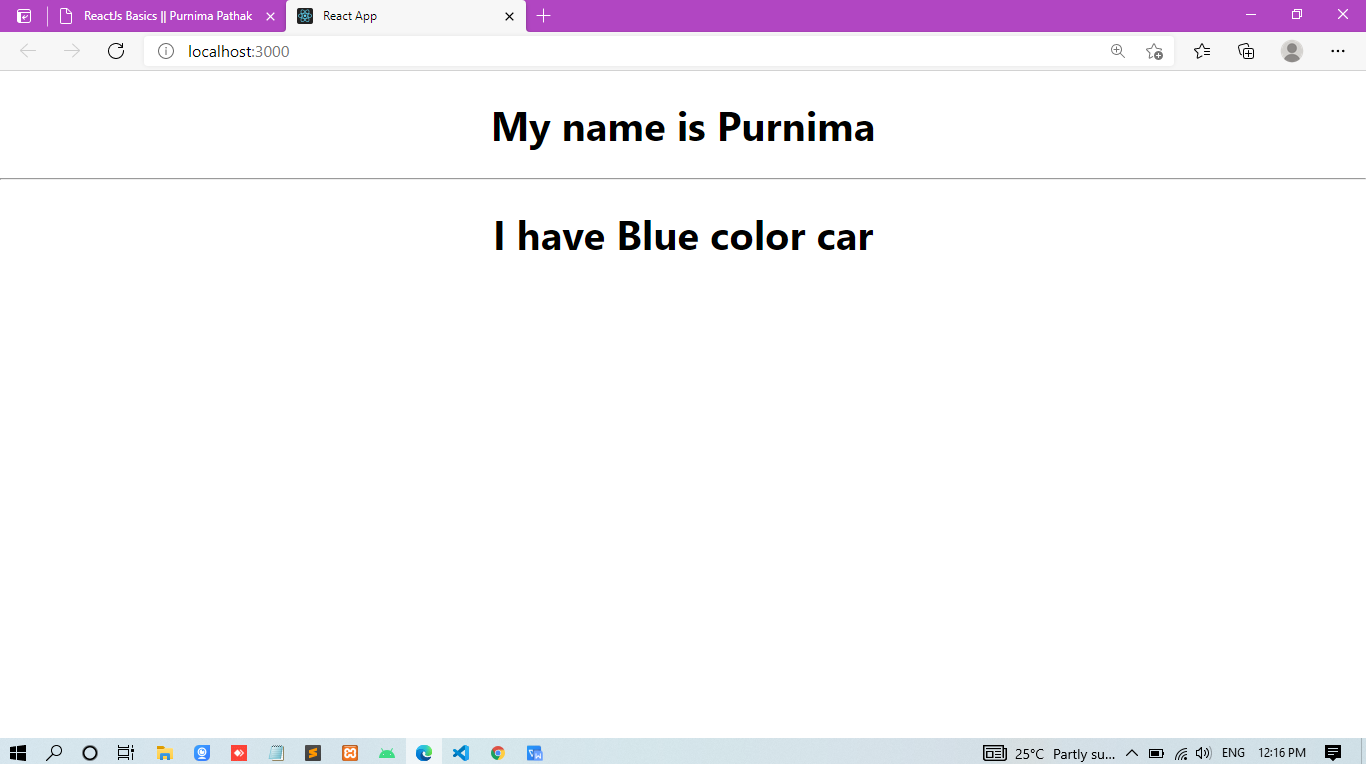 ReactJs Basics || Purnima Pathak
React App
localhost:3000
My name is Purnima
I have Blue color car
25°C Partly su...
ENG
12:16 PM